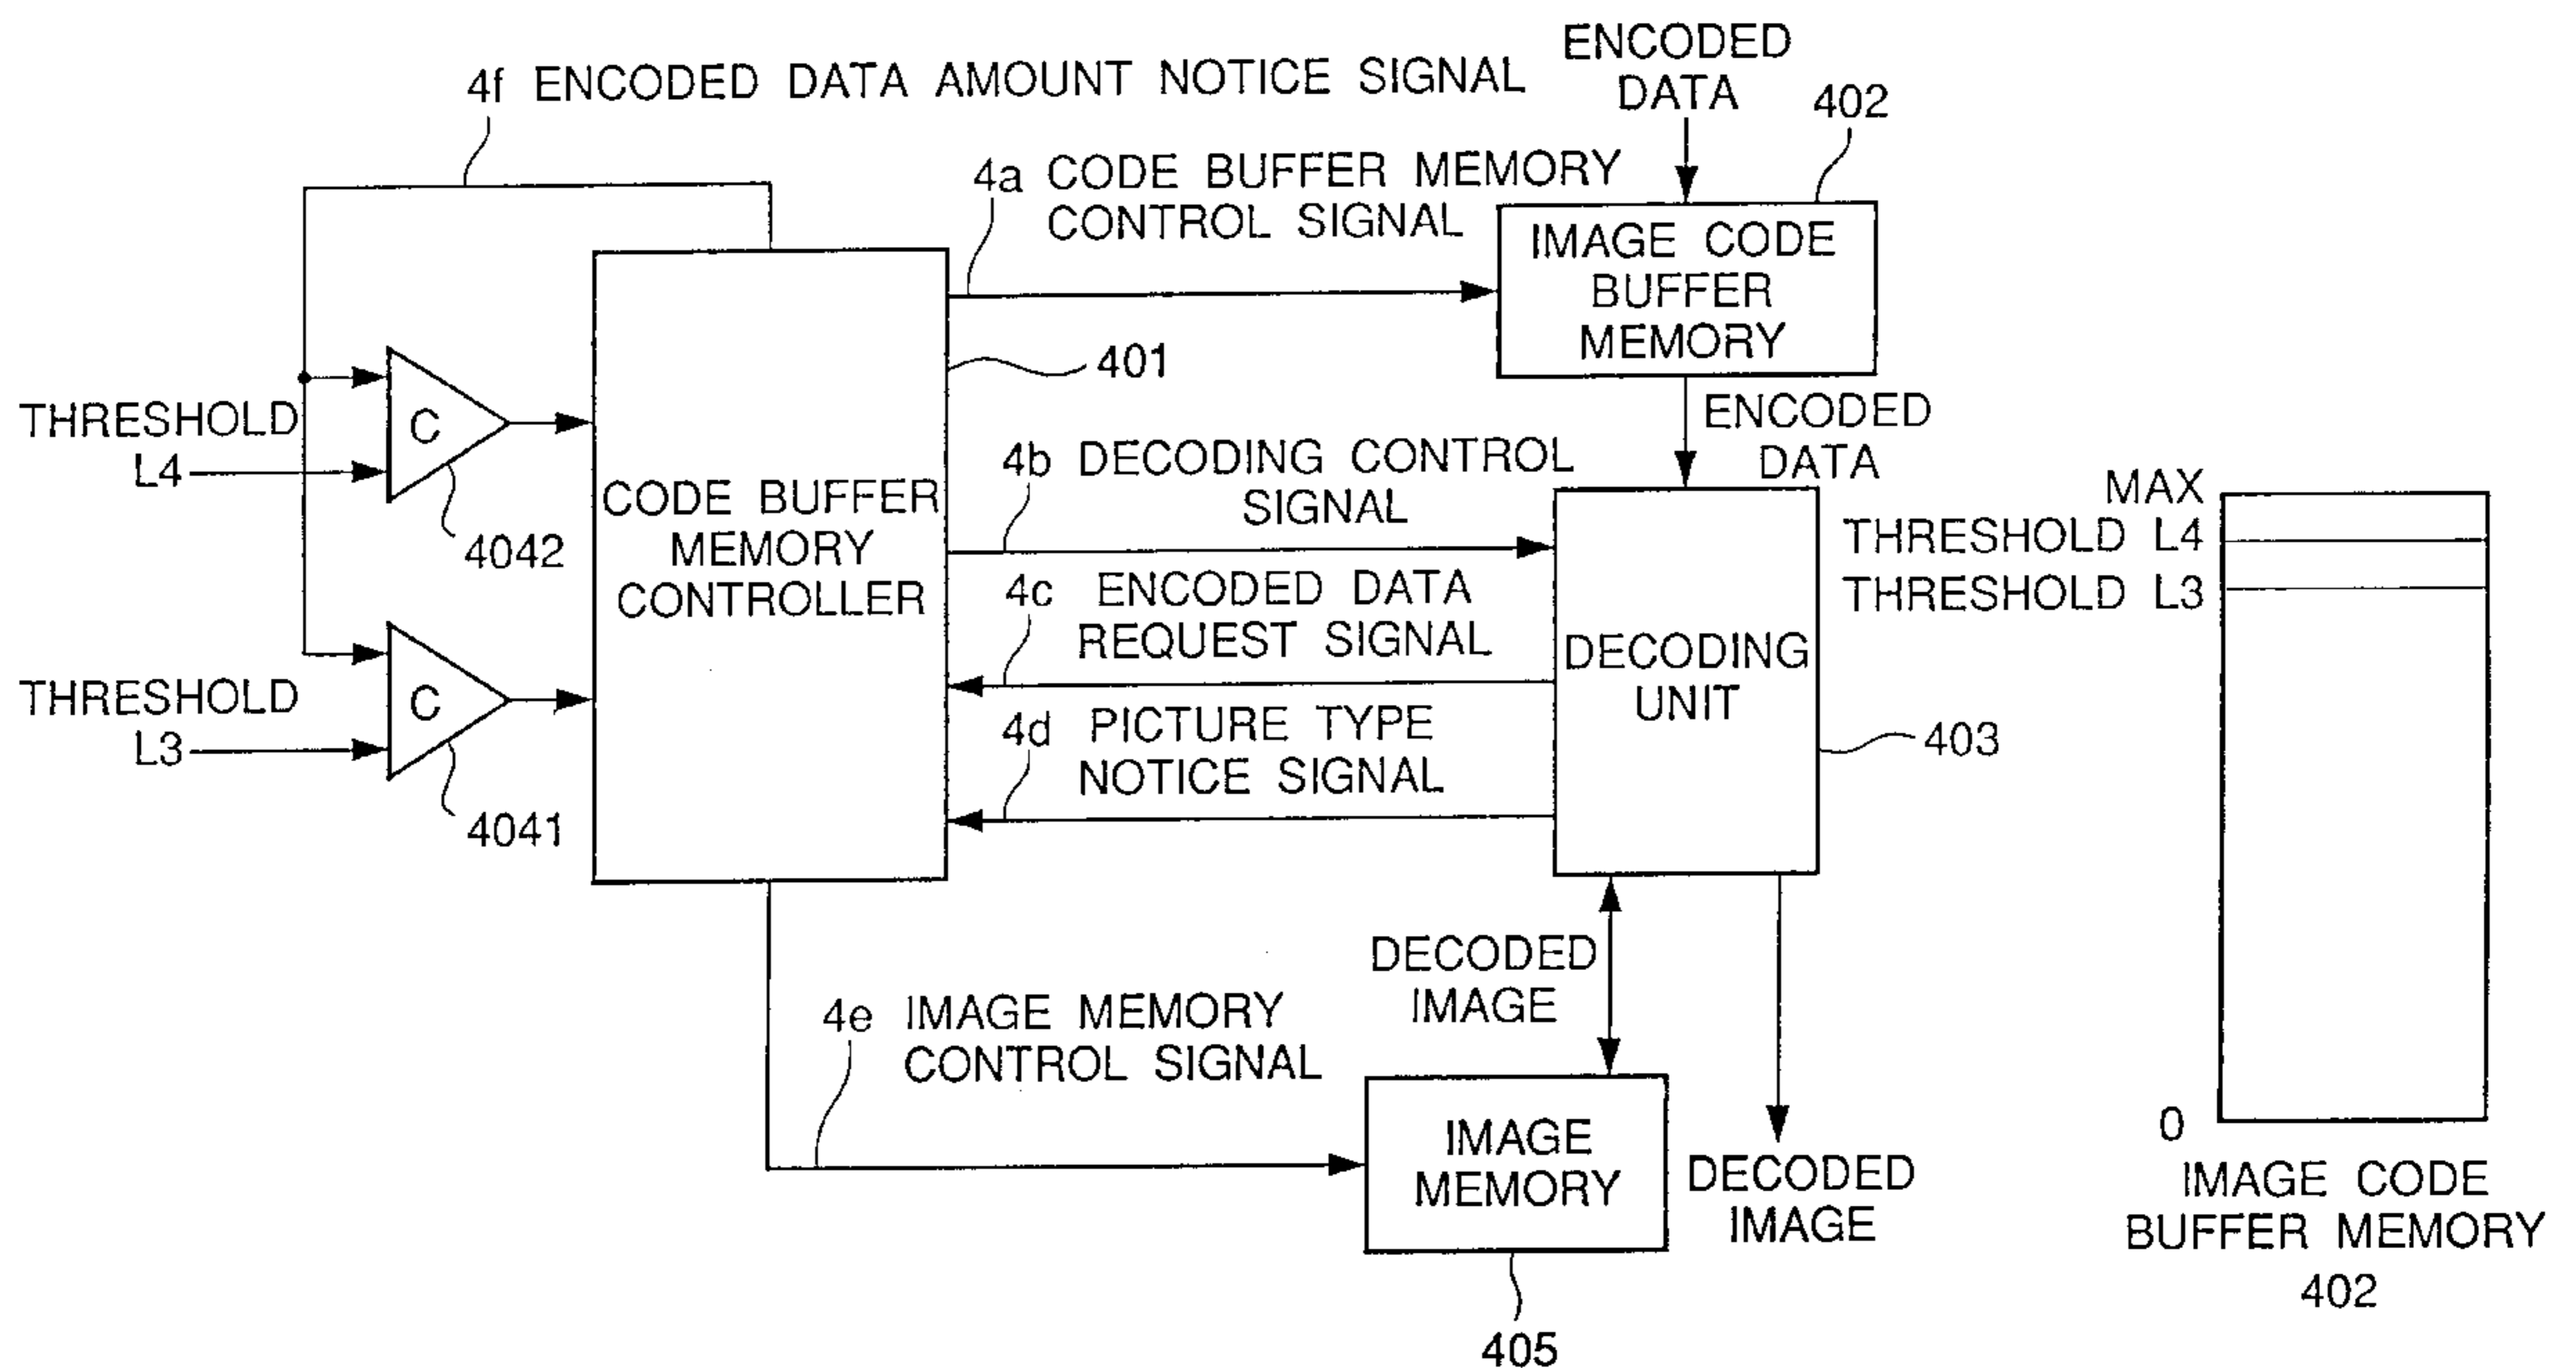 4f ENCODED DATA AMOUNT NOTICE SIGNAL
ENCODED
DATA
402
4a CODE BUFFER MEMORY
CONTROL SIGNAL
IMAGE CODE
BUFFER
MEMORY
401
THRESHOLD
L4
C
4042
CODE BUFFER
MEMORY
CONTROLLER
ENCODED
DATA
4b DECODING CONTROL
SIGNAL
4c ENCODED DATA
REQUEST SIGNAL
DECODING
UNIT
403
4d PICTURE TYPE
NOTICE SIGNAL
THRESHOLD
L3
C
4041
MAX
THRESHOLD L4
THRESHOLD L3
0
IMAGE CODE
BUFFER MEMORY
402
DECODED
IMAGE
4e IMAGE MEMORY
CONTROL SIGNAL
IMAGE
MEMORY
405
DECODED
IMAGE